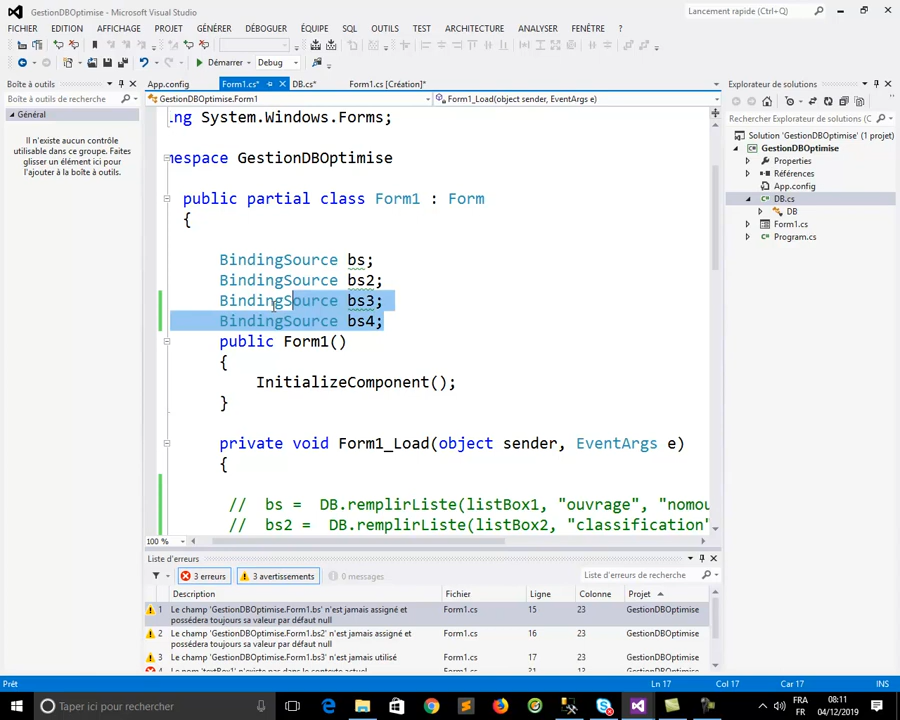 GestionDBOptimise - Microsoft Visual Studio
Lancement rapide (Ctrl+Q)
FICHIER EDITION AFFICHAGE PROJET GÉNÉRER DÉBOGUER ÉQUIPE SQL OUTILS TEST ARCHITECTURE ANALYSER FENÊTRE ?
Démarrer Debug
Boîte à outils
Boîte à outils de recherche
Général
Il n'existe aucun contrôle
utilisable dans ce groupe. Faites
glisser un élément ici pour
l'ajouter à la boîte à outils.
App.config Form1.cs* DB.cs* Form1.cs [Création]*
GestionDBOptimise.Form1 Form1_Load(object sender, EventArgs e)
ng System.Windows.Forms;
mespace GestionDBOptimise
public partial class Form1 : Form
{
BindingSource bs;
BindingSource bs2;
BindingSource bs3;
BindingSource bs4;
public Form1()
{
InitializeComponent();
}
private void Form1_Load(object sender, EventArgs e)
{
// bs = DB.remplirListe(listBox1, "ouvrage", "nomou
// bs2 = DB.remplirListe(listBox2, "classification"
100 %
Explorateur de solutions
Rechercher Explorateur de solutions
Solution 'GestionDBOptimise' (1 projet)
GestionDBOptimise
Properties
Références
App.config
DB.cs
DB
Form1.cs
Program.cs
Liste d'erreurs
3 erreurs 3 avertissements 0 messages Liste d'erreurs de recherche
Description Fichier Ligne Colonne Projet
1 Le champ 'GestionDBOptimise.Form1.bs' n'est jamais assigné et possédera toujours sa valeur par défaut null Form1.cs 15 23 GestionDBOptimise
2 Le champ 'GestionDBOptimise.Form1.bs2' n'est jamais assigné et possédera toujours sa valeur par défaut null Form1.cs 16 23 GestionDBOptimise
3 Le champ 'GestionDBOptimise.Form1.bs3' n'est jamais utilisé Form1.cs 17 23 GestionDBOptimise
Prêt Ln 17 Col 17 Car 17 INS
Taper ici pour rechercher
FRA
FR
08:11
04/12/2019